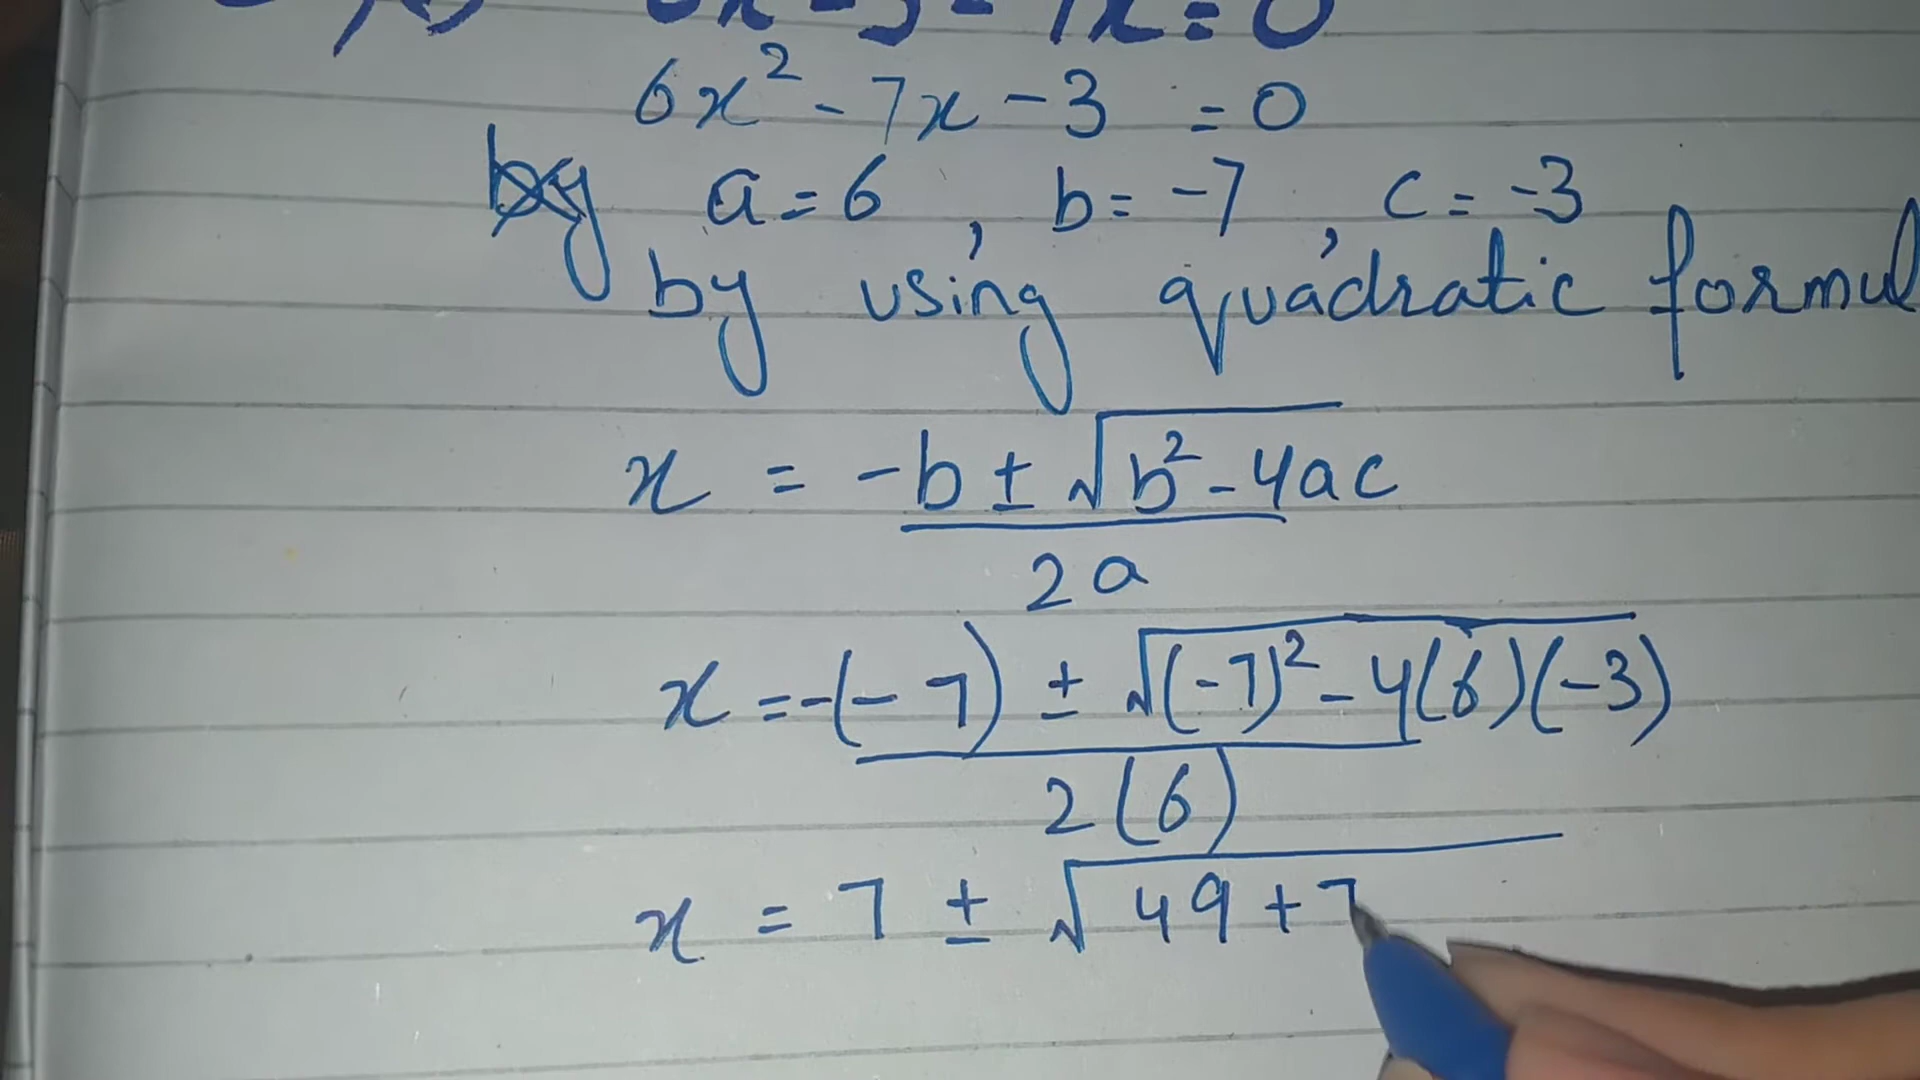 6x² - 7x - 3 = 0
a = 6 , b = -7 , c = -3
by using quadratic formul
x = -b ± √b² - 4ac
2a
x = -(-7) ± √(-7)² - 4(6)(-3)
2(6)
x = 7 ± √49 + 7